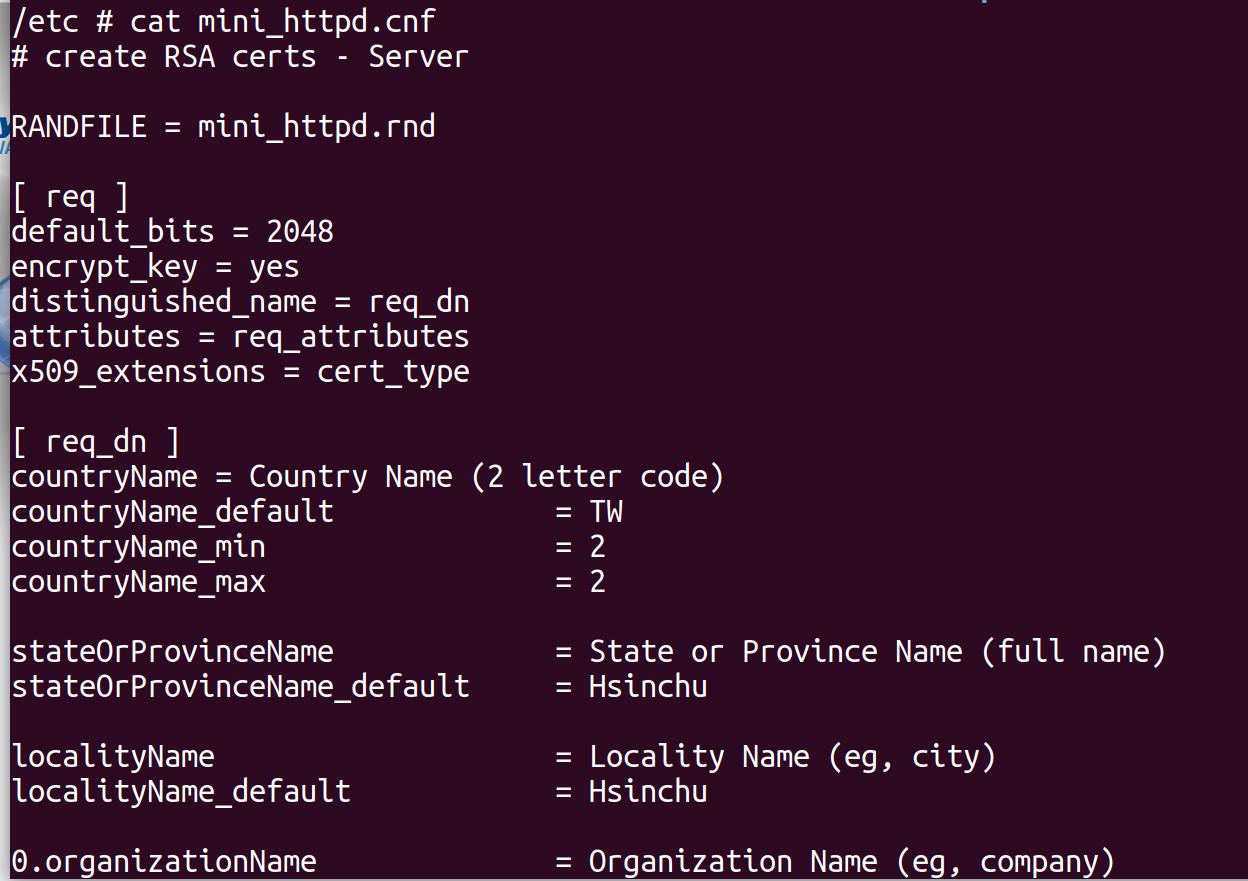 /etc # cat mini_httpd.cnf
# create RSA certs - Server
RANDFILE = mini_httpd.rnd
[ req ]
default_bits = 2048
encrypt_key = yes
distinguished_name = req_dn
attributes = req_attributes
x509_extensions = cert_type
[ req_dn ]
countryName = Country Name (2 letter code)
countryName_default = TW
countryName_min = 2
countryName_max = 2
stateOrProvinceName = State or Province Name (full name)
stateOrProvinceName_default = Hsinchu
localityName = Locality Name (eg, city)
localityName_default = Hsinchu
0.organizationName = Organization Name (eg, company)